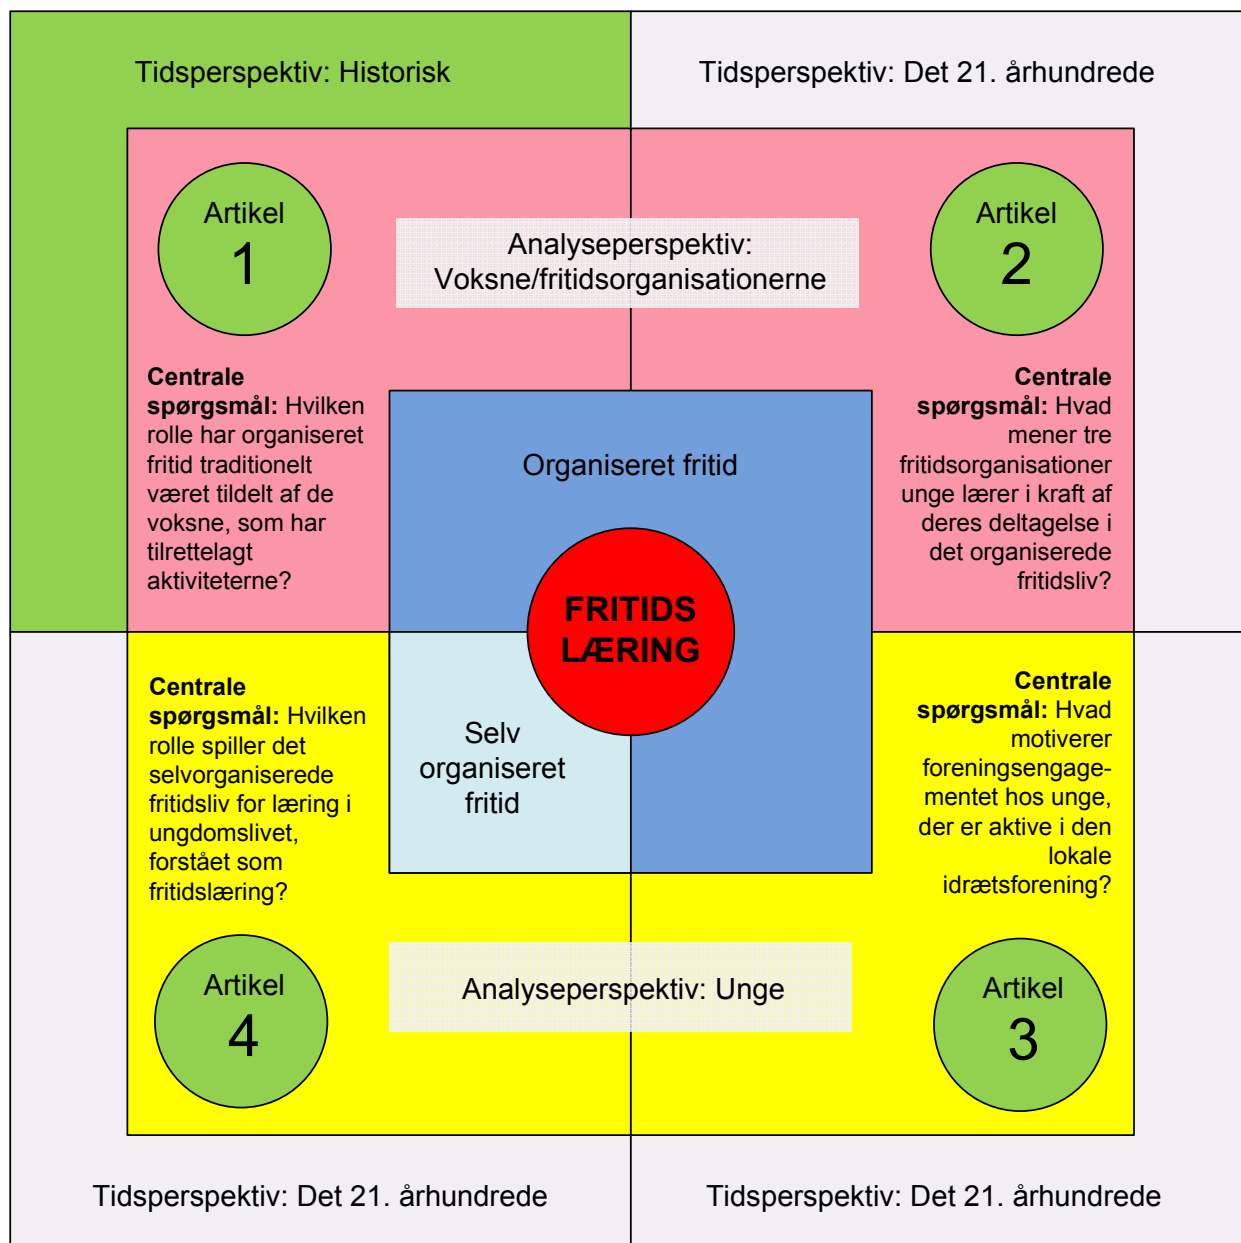 Tidsperspektiv: Historisk
Tidsperspektiv: Det 21. århundrede
Artikel
1
Analyseperspektiv:
Voksne/fritidsorganisationerne
Artikel
2
Centrale
spørgsmål: Hvilken
rolle har organiseret
fritid traditionelt
været tildelt af de
voksne, som har
tilrettelagt
aktiviteterne?
Organiseret fritid
Centrale
spørgsmål: Hvad
mener tre
fritidsorganisationer
unge lærer i kraft af
deres deltagelse i
det organiserede
fritidsliv?
FRITIDS
LÆRING
Centrale
spørgsmål: Hvilken
rolle spiller det
selvorganiserede
fritidsliv for læring i
ungdomslivet,
forstået som
fritidslæring?
Selv
organiseret
fritid
Centrale
spørgsmål: Hvad
motiverer
foreningsengage-
mentet hos unge,
der er aktive i den
lokale
idrætsforening?
Artikel
4
Analyseperspektiv: Unge
Artikel
3
Tidsperspektiv: Det 21. århundrede
Tidsperspektiv: Det 21. århundrede